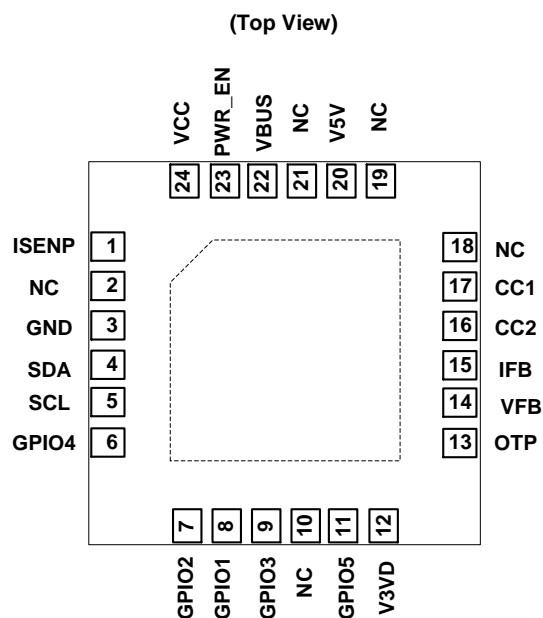 (Top View)
VCC
PWR_EN
VBUS
NC
V5V
NC
24
23
22
21
20
19
ISENP 1
NC 2
GND 3
SDA 4
SCL 5
GPIO4 6
18 NC
17 CC1
16 CC2
15 IFB
14 VFB
13 OTP
7
8
9
10
11
12
GPIO2
GPIO1
GPIO3
NC
GPIO5
V3VD